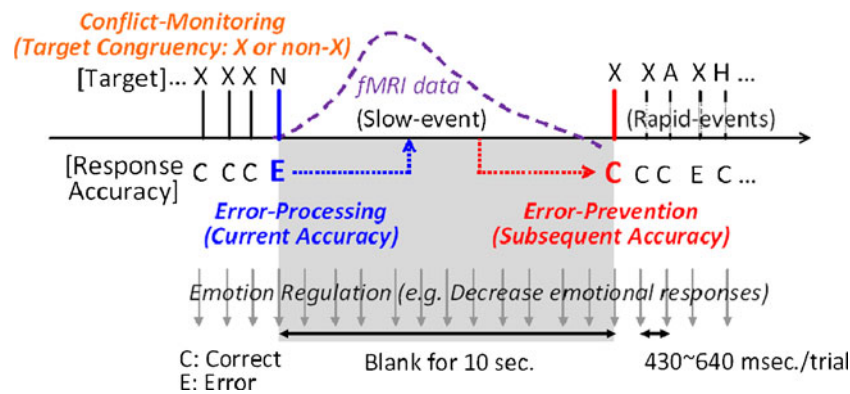 Conflict-Monitoring
(Target Congruency: X or non-X)
[Target]... X X X N X X A X H ...
fMRI data
(Slow-event) (Rapid-events)
[Response Accuracy] C C C E C C C E C ...
Error-Processing
(Current Accuracy)
Error-Prevention
(Subsequent Accuracy)
Emotion Regulation (e.g. Decrease emotional responses)
C: Correct
E: Error
Blank for 10 sec.
430~640 msec./trial